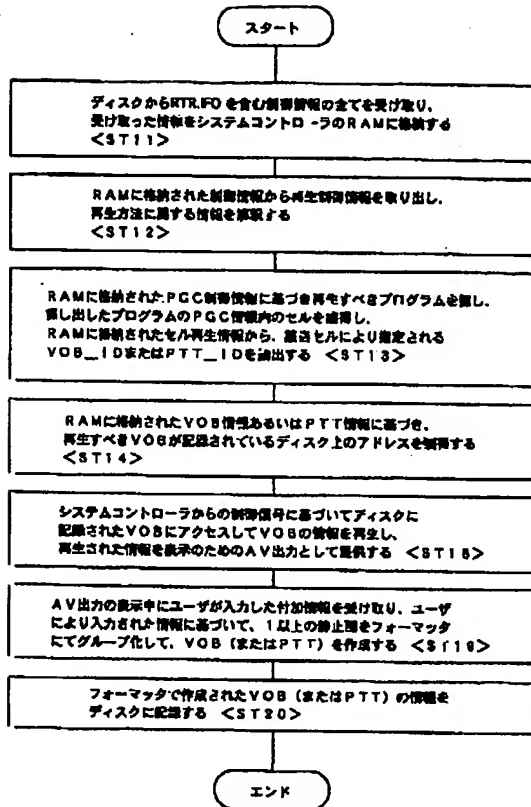 スタート
ディスクからRTR.IFOを含む制御情報の全てを受け取り、
受け取った情報をシステムコントローラのRAMに格納する
<ST11>
RAMに格納された制御情報から再生制御情報を取り出し、
再生方法に関する情報を解釈する
<ST12>
RAMに格納されたPGC制御情報に基づき再生すべきプログラムを探し、
探し出したプログラムのPGC情報内のセルを獲得し、
RAMに格納されたセル再生情報から、該当セルにより指定される
VOB_IDまたはPTT_IDを読出する <ST13>
RAMに格納されたVOB情報あるいはPTT情報に基づき、
再生すべきVOBが記録されているディスク上のアドレスを獲得する
<ST14>
システムコントローラからの制御信号に基づいてディスクに
記録されたVOBにアクセスしてVOBの情報を再生し、
再生された情報を表示のためのAV出力として提供する <ST15>
AV出力の表示中にユーザが入力した付加情報を受け取り、ユーザ
により入力された情報に基づいて、1以上の静止画をフォーマッタ
にてグループ化して、VOB(またはPTT)を作成する <ST19>
フォーマッタで作成されたVOB(またはPTT)の情報を
ディスクに記録する <ST20>
エンド